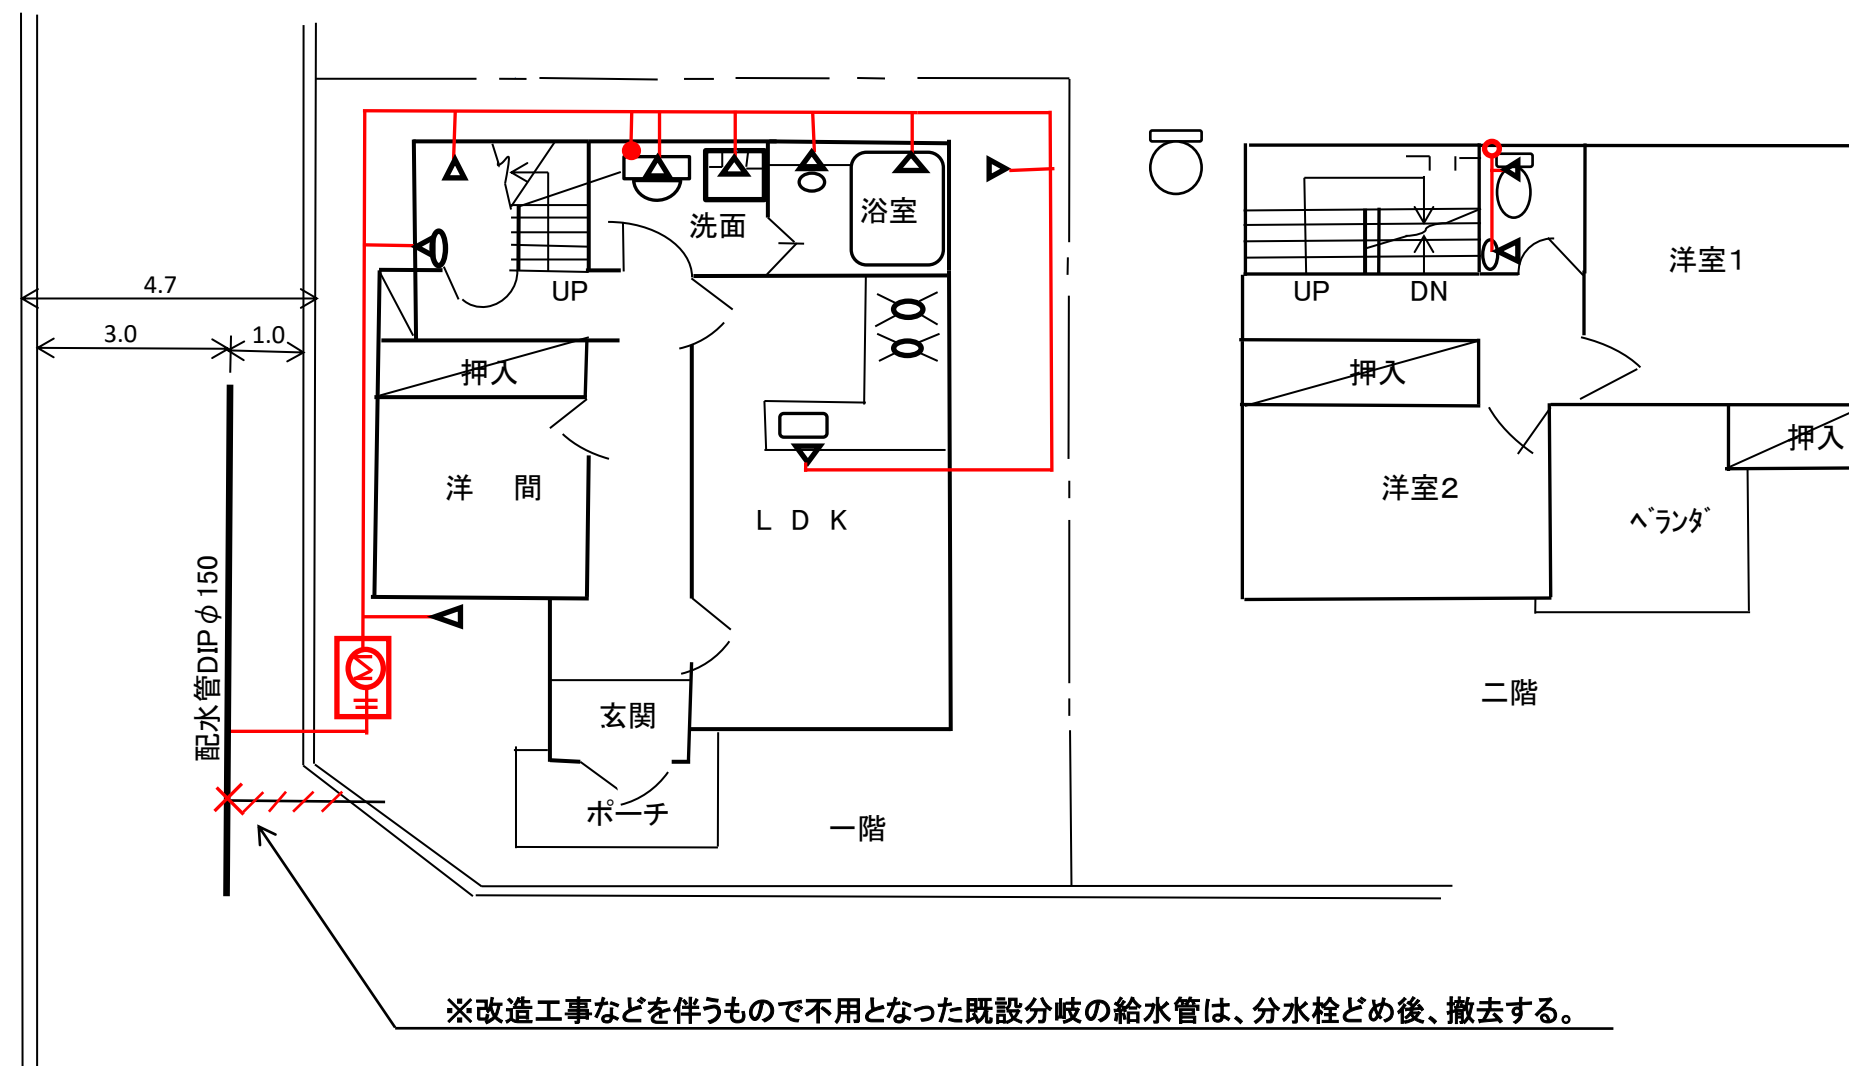 4.7
3.0
1.0
配水管DIPφ150
UP
洗面
浴室
押入
洋 間
L D K
玄関
ポーチ
一階
UP
DN
洋室1
押入
洋室2
押入
ベランダ
二階
M
※改造工事などを伴うもので不用となった既設分岐の給水管は、分水栓どめ後、撤去する。